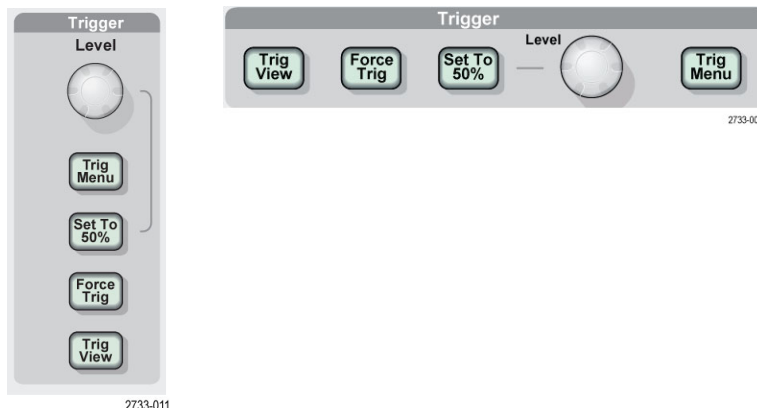 Trigger
Level
Trig
Menu
Set To
50%
Force
Trig
Trig
View
2733-011
Trigger
Trig
View
Force
Trig
Set To
50%
Level
Trig
Menu